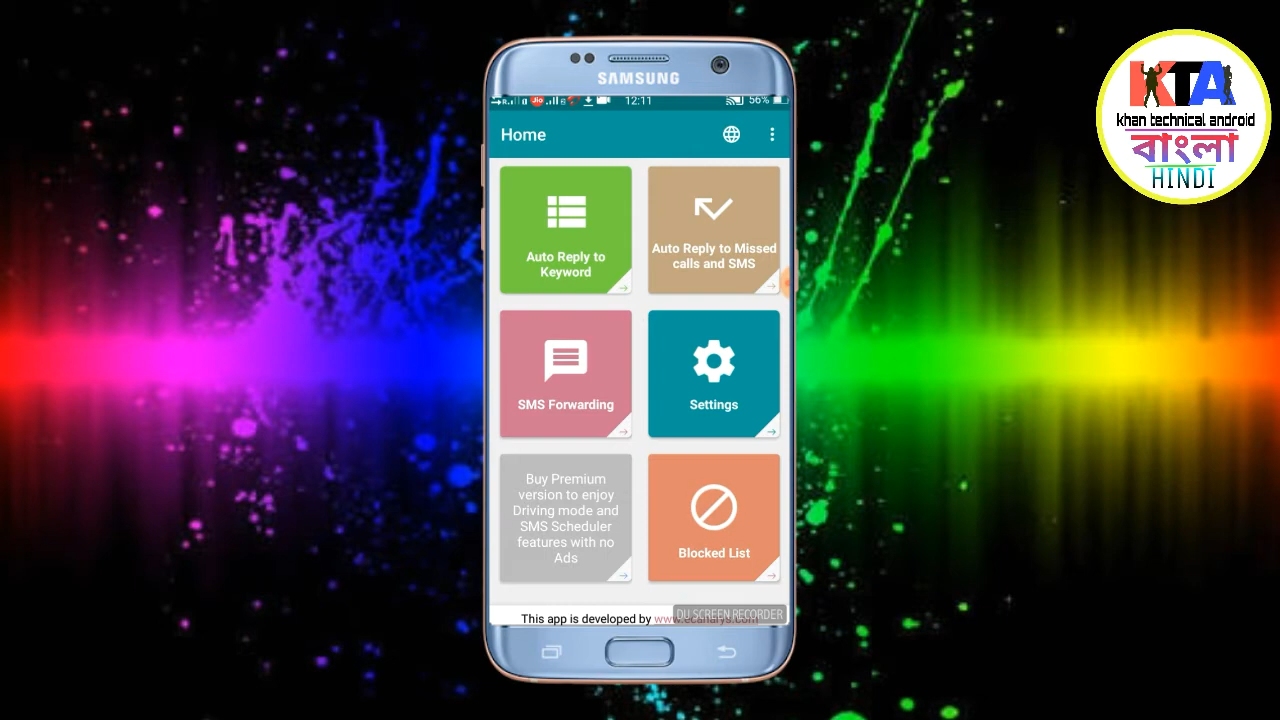 SAMSUNG
Jio
12:11
56%
Home
Auto Reply to
Keyword
Auto Reply to Missed
calls and SMS
SMS Forwarding
Settings
Buy Premium
version to enjoy
Driving mode and
SMS Scheduler
features with no
Ads
Blocked List
This app is developed by
DU SCREEN RECORDER
KTA
khan technical android
বাংলা
HINDI